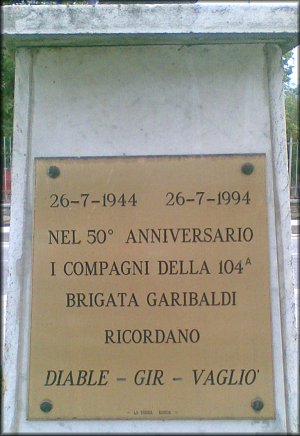 26-7-1944 26-7-1994
NEL 50° ANNIVERSARIO
I COMPAGNI DELLA 104ᴬ
BRIGATA GARIBALDI
RICORDANO
DIABLE - GIR - VAGLIO'